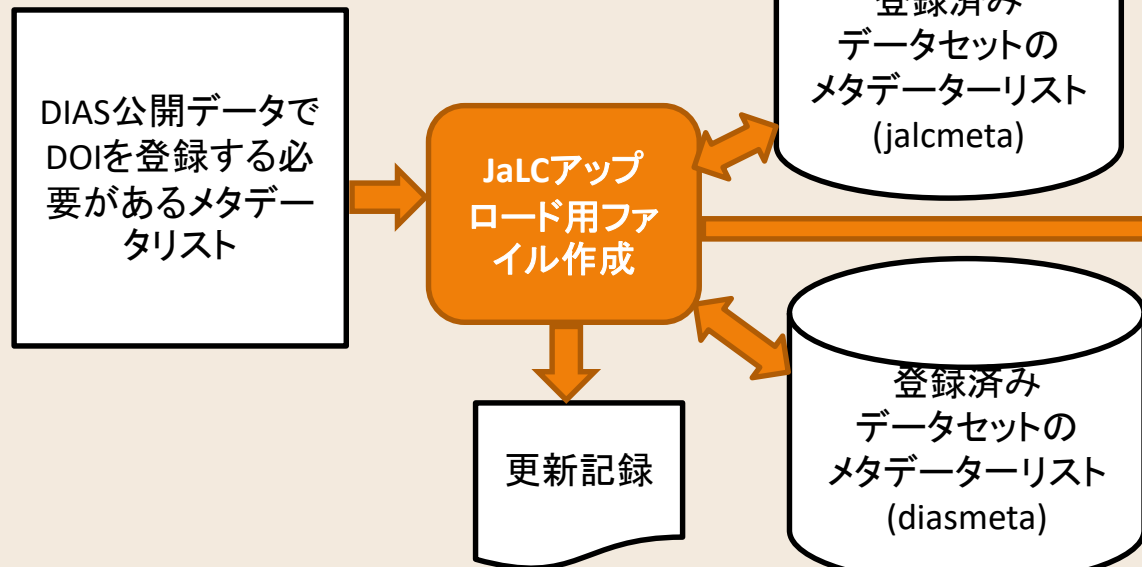 DIAS公開データで
DOIを登録する必
要があるメタデー
タリスト
JaLCアップ
ロード用ファ
イル作成
登録済み
データセットの
メタデーターリスト
(jalcmeta)
更新記録
登録済み
データセットの
メタデーターリスト
(diasmeta)